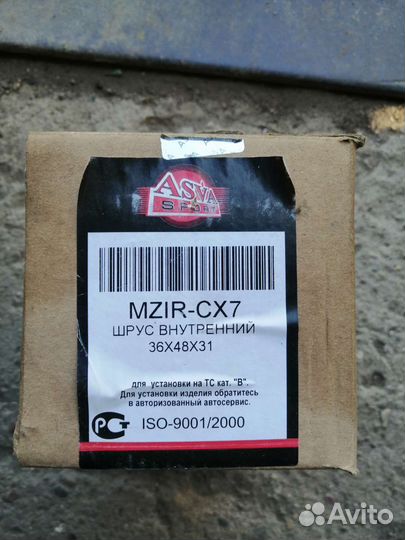 ASVA
SPORT
MZIR-CX7
ШРУС ВНУТРЕННИЙ
36X48X31
для установки на ТС кат. "В".
Для установки изделия обратитесь
в авторизованный автосервис.
РСТ ISO-9001/2000
Avito